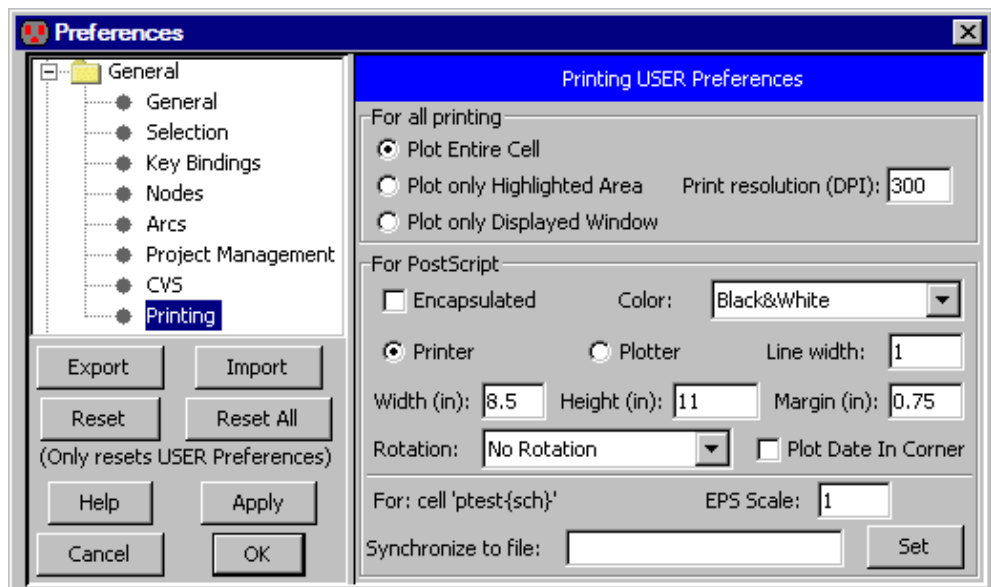 Preferences
General
General
Selection
Key Bindings
Nodes
Arcs
Project Management
CVS
Printing
Export Import
Reset Reset All
(Only resets USER Preferences)
Help Apply
Cancel OK
Printing USER Preferences
For all printing
Plot Entire Cell
Plot only Highlighted Area Print resolution (DPI): 300
Plot only Displayed Window
For PostScript
Encapsulated Color: Black&White
Printer Plotter Line width: 1
Width (in): 8.5 Height (in): 11 Margin (in): 0.75
Rotation: No Rotation Plot Date In Corner
For: cell 'ptest{sch}' EPS Scale: 1
Synchronize to file: Set